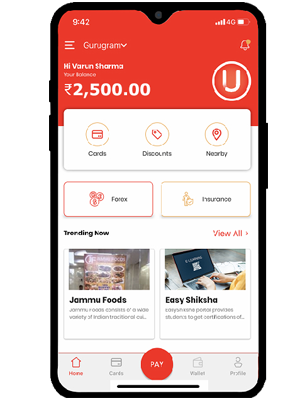 9:42
4G
Gurugram
Hi Varun Sharma
Your Balance
₹2,500.00
U
Cards
Discounts
Nearby
Forex
Insurance
Trending Now
View All
Jammu Foods
Jammu Foods consists of a wide
variety of Indian traditional cui...
Easy Shiksha
Easyshiksha portal provides
students to get certifications of...
E-LEARNING
PAY
Home
Cards
Wallet
Profile